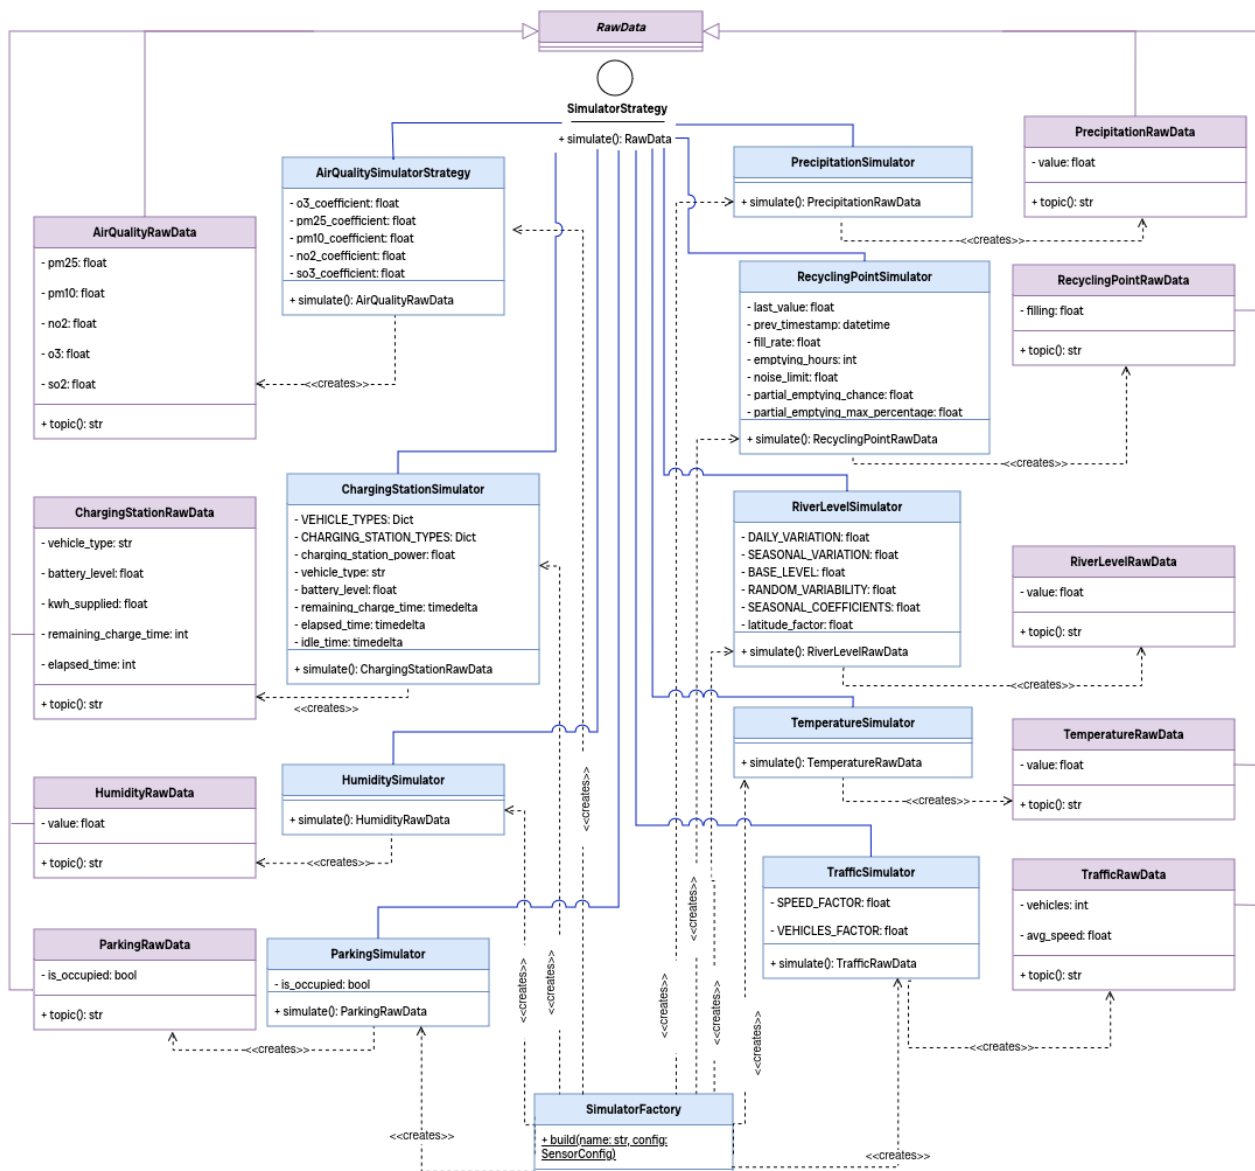 RawData
SimulatorStrategy
+ simulate(): RawData
AirQualitySimulatorStrategy
- o3_coefficient: float
- pm25_coefficient: float
- pm10_coefficient: float
- no2_coefficient: float
- so3_coefficient: float
+ simulate(): AirQualityRawData
PrecipitationSimulator
+ simulate(): PrecipitationRawData
PrecipitationRawData
- value: float
+ topic(): str
<<creates>>
AirQualityRawData
- pm25: float
- pm10: float
- no2: float
- o3: float
- so2: float
+ topic(): str
<<creates>>
RecyclingPointSimulator
- last_value: float
- prev_timestamp: datetime
- fill_rate: float
- emptying_hours: int
- noise_limit: float
- partial_emptying_chance: float
- partial_emptying_max_percentage: float
+ simulate(): RecyclingPointRawData
RecyclingPointRawData
- filling: float
+ topic(): str
<<creates>>
ChargingStationSimulator
- VEHICLE_TYPES: Dict
- CHARGING_STATION_TYPES: Dict
- charging_station_power: float
- vehicle_type: str
- battery_level: float
- remaining_charge_time: timedelta
- elapsed_time: timedelta
- idle_time: timedelta
+ simulate(): ChargingStationRawData
ChargingStationRawData
- vehicle_type: str
- battery_level: float
- kwh_supplied: float
- remaining_charge_time: int
- elapsed_time: int
+ topic(): str
<<creates>>
RiverLevelSimulator
- DAILY_VARIATION: float
- SEASONAL_VARIATION: float
- BASE_LEVEL: float
- RANDOM_VARIABILITY: float
- SEASONAL_COEFFICIENTS: float
- latitude_factor: float
+ simulate(): RiverLevelRawData
RiverLevelRawData
- value: float
+ topic(): str
<<creates>>
TemperatureSimulator
+ simulate(): TemperatureRawData
TemperatureRawData
- value: float
+ topic(): str
<<creates>>
HumiditySimulator
+ simulate(): HumidityRawData
HumidityRawData
- value: float
+ topic(): str
<<creates>>
<<creates>>
TrafficSimulator
- SPEED_FACTOR: float
- VEHICLES_FACTOR: float
+ simulate(): TrafficRawData
TrafficRawData
- vehicles: int
- avg_speed: float
+ topic(): str
<<creates>>
ParkingRawData
- is_occupied: bool
+ topic(): str
ParkingSimulator
- is_occupied: bool
+ simulate(): ParkingRawData
<<creates>>
<<creates>>
<<creates>>
<<creates>>
<<creates>>
<<creates>>
<<creates>>
SimulatorFactory
+ build(name: str, config:
SensorConfig)
<<creates>>
<<creates>>